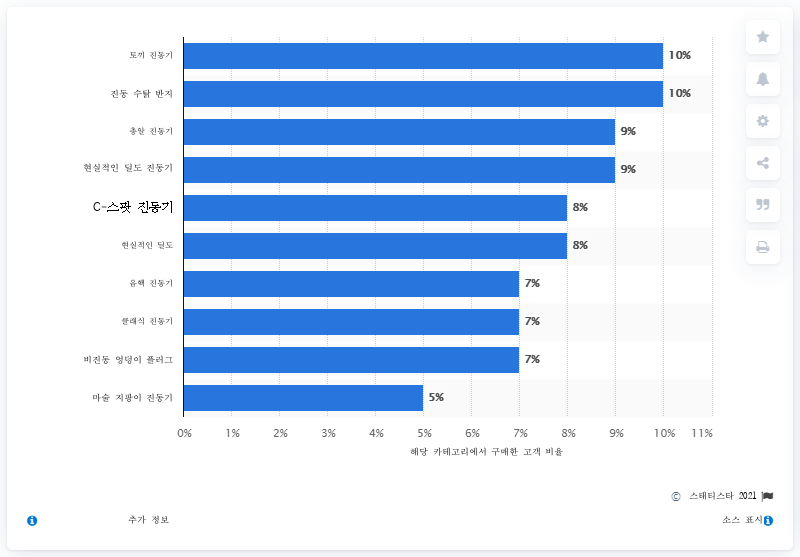 토끼 진동기
10%
진동 수탉 반지
10%
총알 진동기
9%
현실적인 딜도 진동기
9%
C-스팟 진동기
8%
현실적인 딜도
8%
음핵 진동기
7%
클래식 진동기
7%
비진동 엉덩이 플러그
7%
마술 지팡이 진동기
5%
0% 1% 2% 3% 4% 5% 6% 7% 8% 9% 10% 11%
해당 카테고리에서 구매한 고객 비율
© 스태티스타 2021
추가 정보
소스 표시